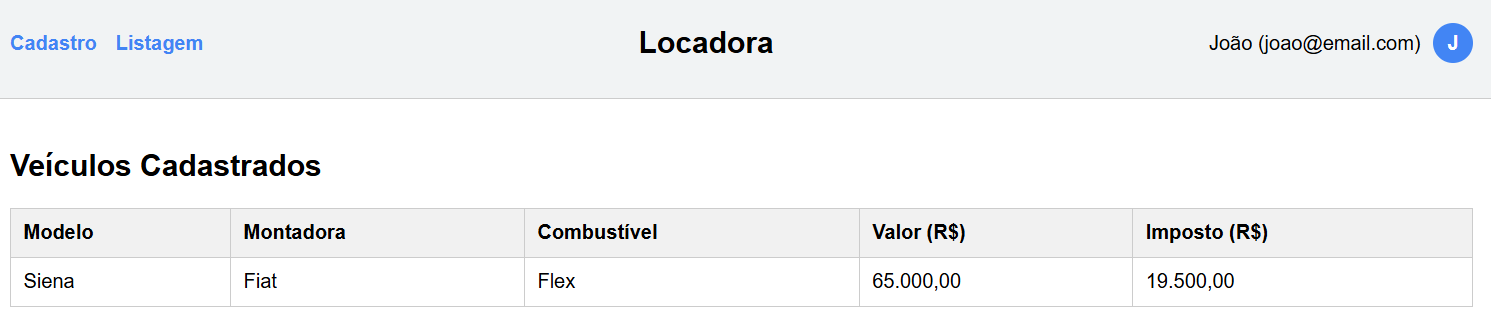 Cadastro Listagem Locadora João (joao@email.com) J
Veículos Cadastrados
Modelo Montadora Combustível Valor (R$) Imposto (R$)
Siena Fiat Flex 65.000,00 19.500,00